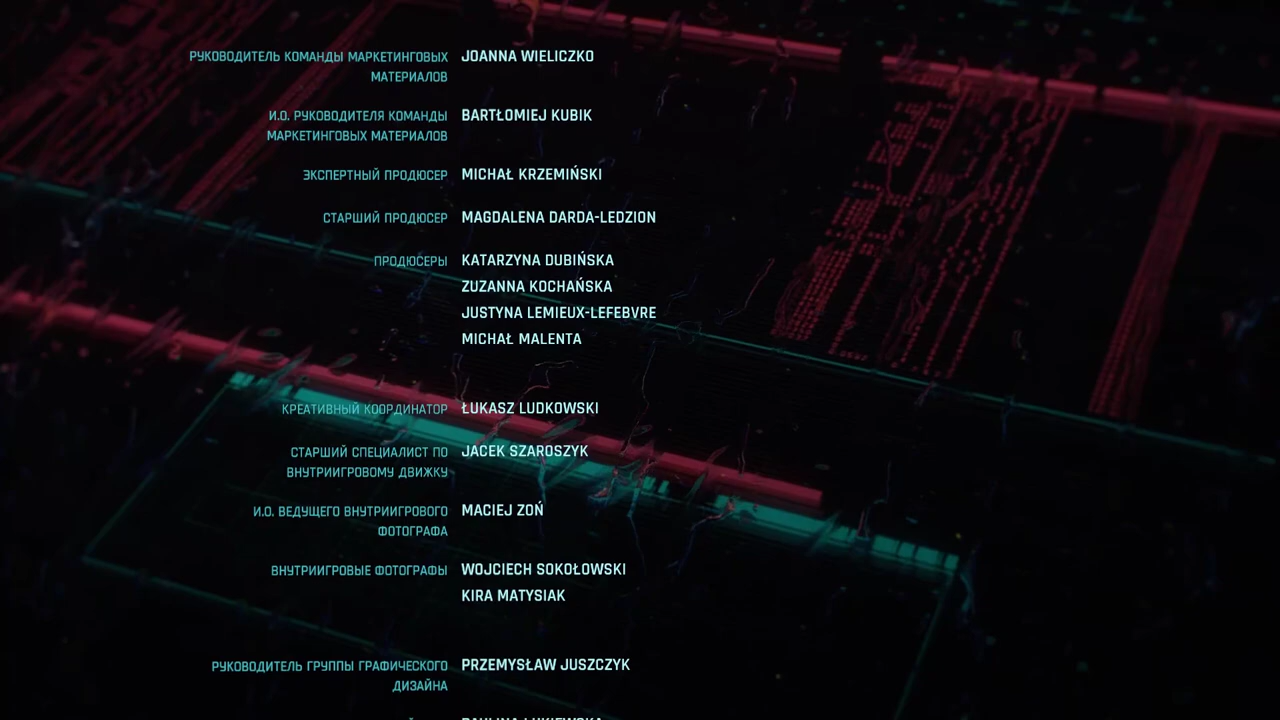 РУКОВОДИТЕЛЬ КОМАНДЫ МАРКЕТИНГОВЫХ JOANNA WIELICZKO
МАТЕРИАЛОВ
И.О. РУКОВОДИТЕЛЯ КОМАНДЫ BARTŁOMIEJ KUBIK
МАРКЕТИНГОВЫХ МАТЕРИАЛОВ
ЭКСПЕРТНЫЙ ПРОДЮСЕР MICHAŁ KRZEMIŃSKI
СТАРШИЙ ПРОДЮСЕР MAGDALENA DARDA-LEDZION
ПРОДЮСЕРЫ KATARZYNA DUBIŃSKA
ZUZANNA KOCHAŃSKA
JUSTYNA LEMIEUX-LEFEBVRE
MICHAŁ MALENTA
КРЕАТИВНЫЙ КООРДИНАТОР ŁUKASZ LUDKOWSKI
СТАРШИЙ СПЕЦИАЛИСТ ПО JACEK SZAROSZYK
ВНУТРИИГРОВОМУ ДВИЖКУ
И.О. ВЕДУЩЕГО ВНУТРИИГРОВОГО MACIEJ ZOŃ
ФОТОГРАФА
ВНУТРИИГРОВЫЕ ФОТОГРАФЫ WOJCIECH SOKOŁOWSKI
KIRA MATYSIAK
РУКОВОДИТЕЛЬ ГРУППЫ ГРАФИЧЕСКОГО PRZEMYSŁAW JUSZCZYK
ДИЗАЙНА